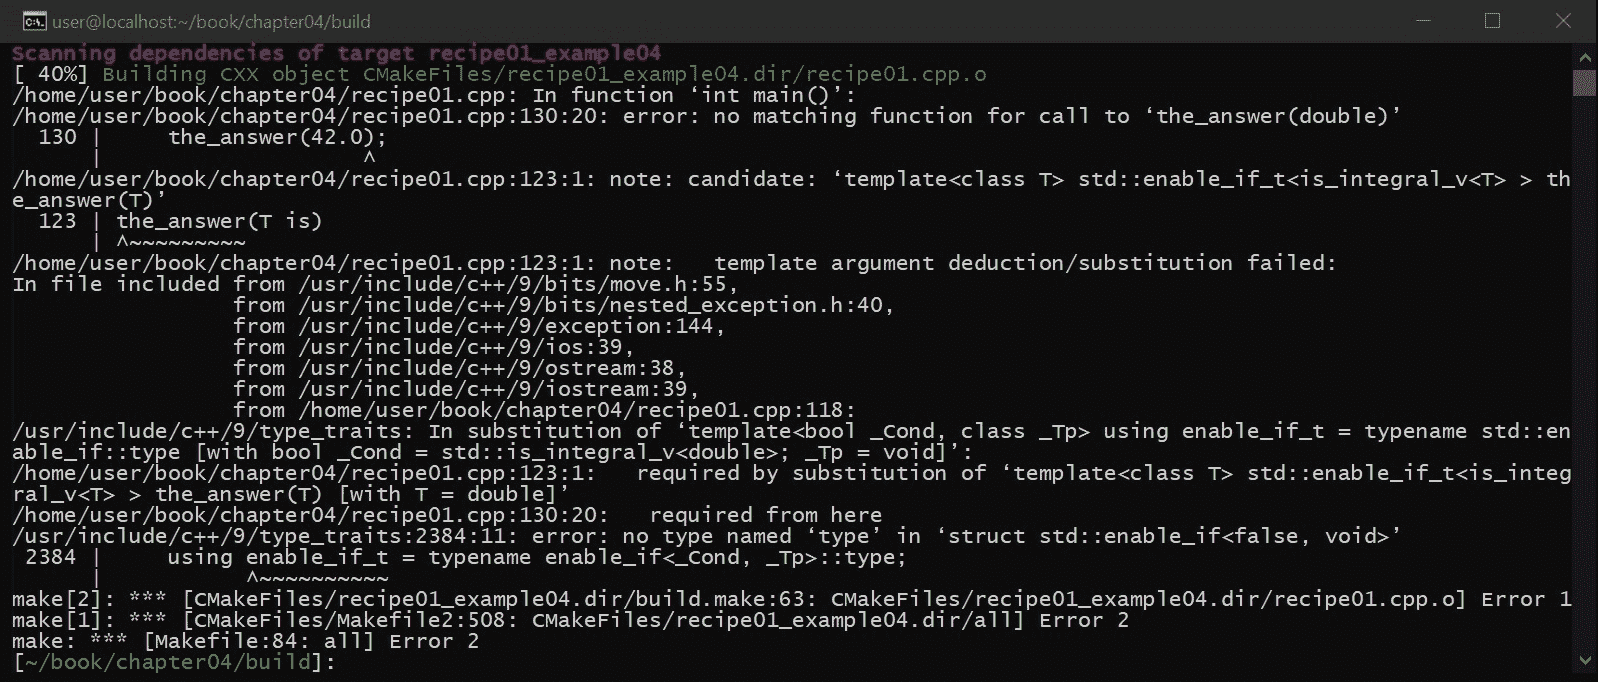 user@localhost:~/book/chapter04/build
Scanning dependencies of target recipe01_example04
[ 40%] Building CXX object CMakeFiles/recipe01_example04.dir/recipe01.cpp.o
/home/user/book/chapter04/recipe01.cpp: In function ‘int main()’:
/home/user/book/chapter04/recipe01.cpp:130:20: error: no matching function for call to ‘the_answer(double)’
  130 |     the_answer(42.0);
      |                    ^
/home/user/book/chapter04/recipe01.cpp:123:1: note: candidate: ‘template<class T> std::enable_if_t<is_integral_v<T> > th
e_answer(T)’
  123 | the_answer(T is)
      | ^~~~~~~~~~
/home/user/book/chapter04/recipe01.cpp:123:1: note:   template argument deduction/substitution failed:
In file included from /usr/include/c++/9/bits/move.h:55,
                 from /usr/include/c++/9/bits/nested_exception.h:40,
                 from /usr/include/c++/9/exception:144,
                 from /usr/include/c++/9/ios:39,
                 from /usr/include/c++/9/ostream:38,
                 from /usr/include/c++/9/iostream:39,
                 from /home/user/book/chapter04/recipe01.cpp:118:
/usr/include/c++/9/type_traits: In substitution of ‘template<bool _Cond, class _Tp> using enable_if_t = typename std::en
able_if::type [with bool _Cond = std::is_integral_v<double>; _Tp = void]’:
/home/user/book/chapter04/recipe01.cpp:123:1:   required by substitution of ‘template<class T> std::enable_if_t<is_integ
ral_v<T> > the_answer(T) [with T = double]’
/home/user/book/chapter04/recipe01.cpp:130:20:   required from here
/usr/include/c++/9/type_traits:2384:11: error: no type named ‘type’ in ‘struct std::enable_if<false, void>’
 2384 |     using enable_if_t = typename enable_if<_Cond, _Tp>::type;
      |           ^~~~~~~~~~~
make[2]: *** [CMakeFiles/recipe01_example04.dir/build.make:63: CMakeFiles/recipe01_example04.dir/recipe01.cpp.o] Error 1
make[1]: *** [CMakeFiles/Makefile2:508: CMakeFiles/recipe01_example04.dir/all] Error 2
make: *** [Makefile:84: all] Error 2
[~/book/chapter04/build]: